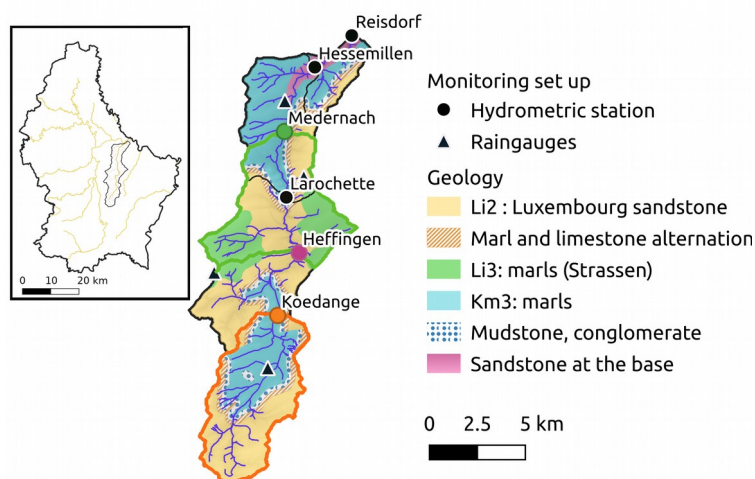 Reisdorf
Hessemillen
Medernach
Larochette
Heffingen
Koedange
0 10 20 km
Monitoring set up
Hydrometric station
Raingauges
Geology
Li2 : Luxembourg sandstone
Marl and limestone alternation
Li3: marls (Strassen)
Km3: marls
Mudstone, conglomerate
Sandstone at the base
0 2.5 5 km